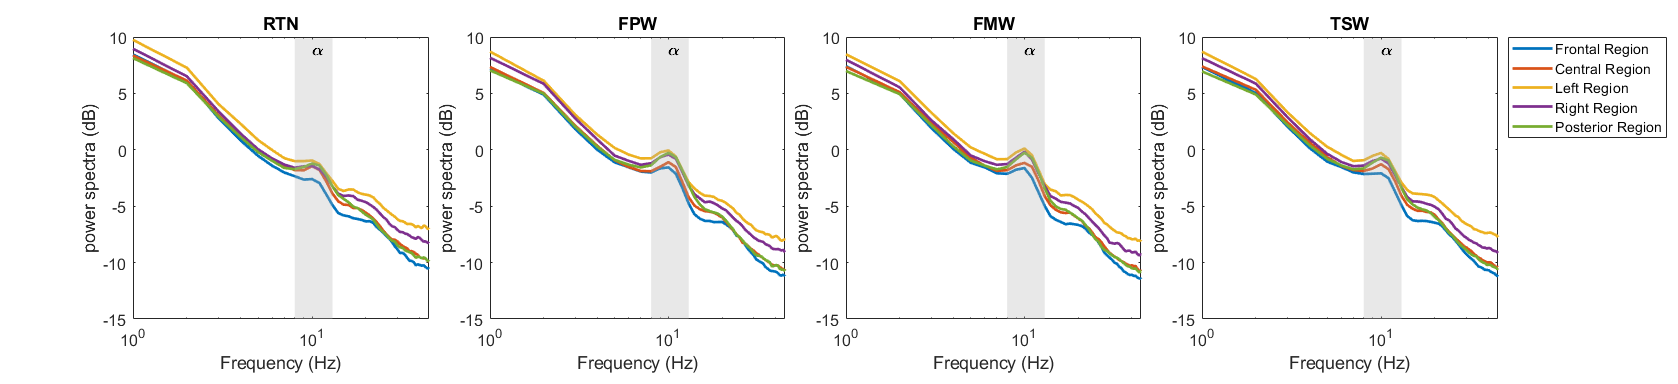 RTN
FPW
FMW
TSW
α
α
α
α
10
5
0
-5
-10
-15
10
5
0
-5
-10
-15
10
5
0
-5
-10
-15
10
5
0
-5
-10
-15
power spectra (dB)
power spectra (dB)
power spectra (dB)
power spectra (dB)
10⁰ 10¹
10⁰ 10¹
10⁰ 10¹
10⁰ 10¹
Frequency (Hz)
Frequency (Hz)
Frequency (Hz)
Frequency (Hz)
Frontal Region
Central Region
Left Region
Right Region
Posterior Region